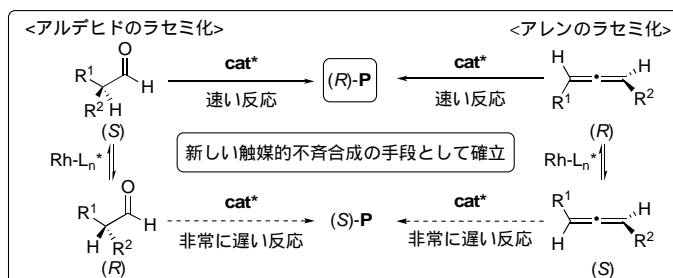 <アルデヒドのラセミ化>
<アレンのラセミ化>
O
R1
H
R2
H
(S)
cat*
速い反応
(R)-P
cat*
速い反応
H
H
R1
R2
(R)
Rh-Ln*
新しい触媒的不斉合成の手段として確立
Rh-Ln*
O
R1
H
H
R2
(R)
cat*
非常に遅い反応
(S)-P
cat*
非常に遅い反応
R1
H
H
R2
(S)